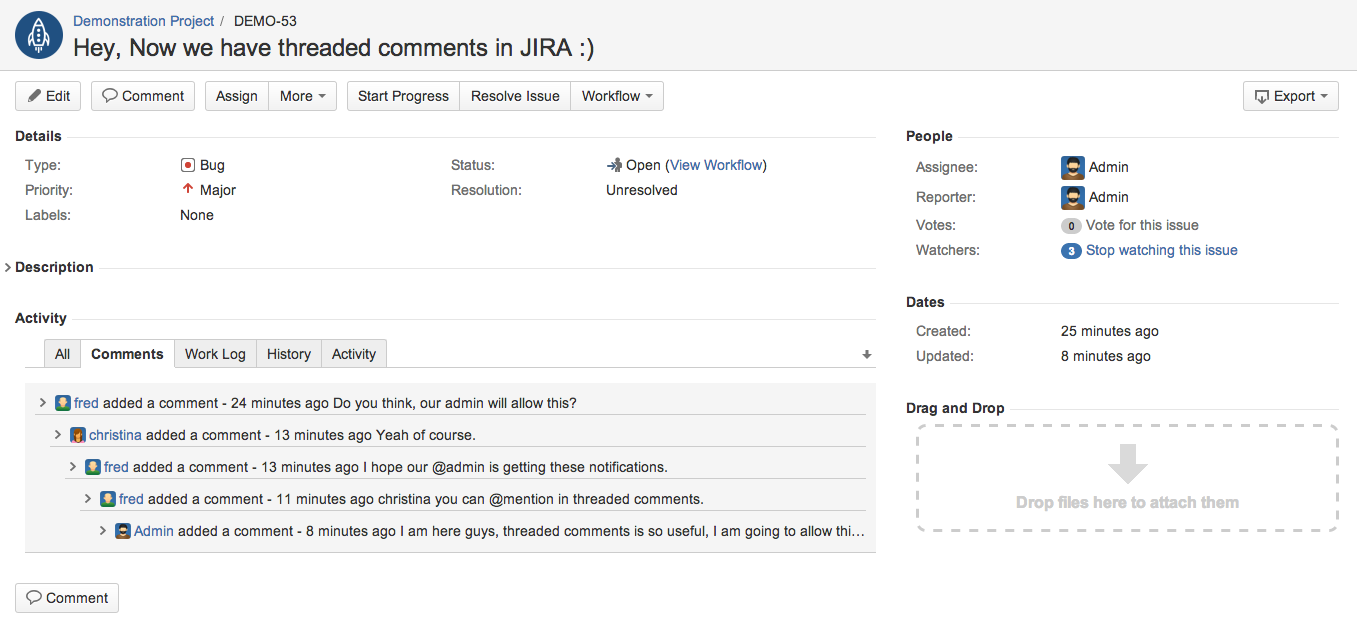 Demonstration Project / DEMO-53
Hey, Now we have threaded comments in JIRA :)
Edit Comment Assign More Start Progress Resolve Issue Workflow Export
Details
Type: Bug Status: Open (View Workflow)
Priority: Major Resolution: Unresolved
Labels: None
Description
Activity
All Comments Work Log History Activity
fred added a comment - 24 minutes ago Do you think, our admin will allow this?
christina added a comment - 13 minutes ago Yeah of course.
fred added a comment - 13 minutes ago I hope our @admin is getting these notifications.
fred added a comment - 11 minutes ago christina you can @mention in threaded comments.
Admin added a comment - 8 minutes ago I am here guys, threaded comments is so useful, I am going to allow thi…
Comment
People
Assignee: Admin
Reporter: Admin
Votes: 0 Vote for this issue
Watchers: 3 Stop watching this issue
Dates
Created: 25 minutes ago
Updated: 8 minutes ago
Drag and Drop
Drop files here to attach them